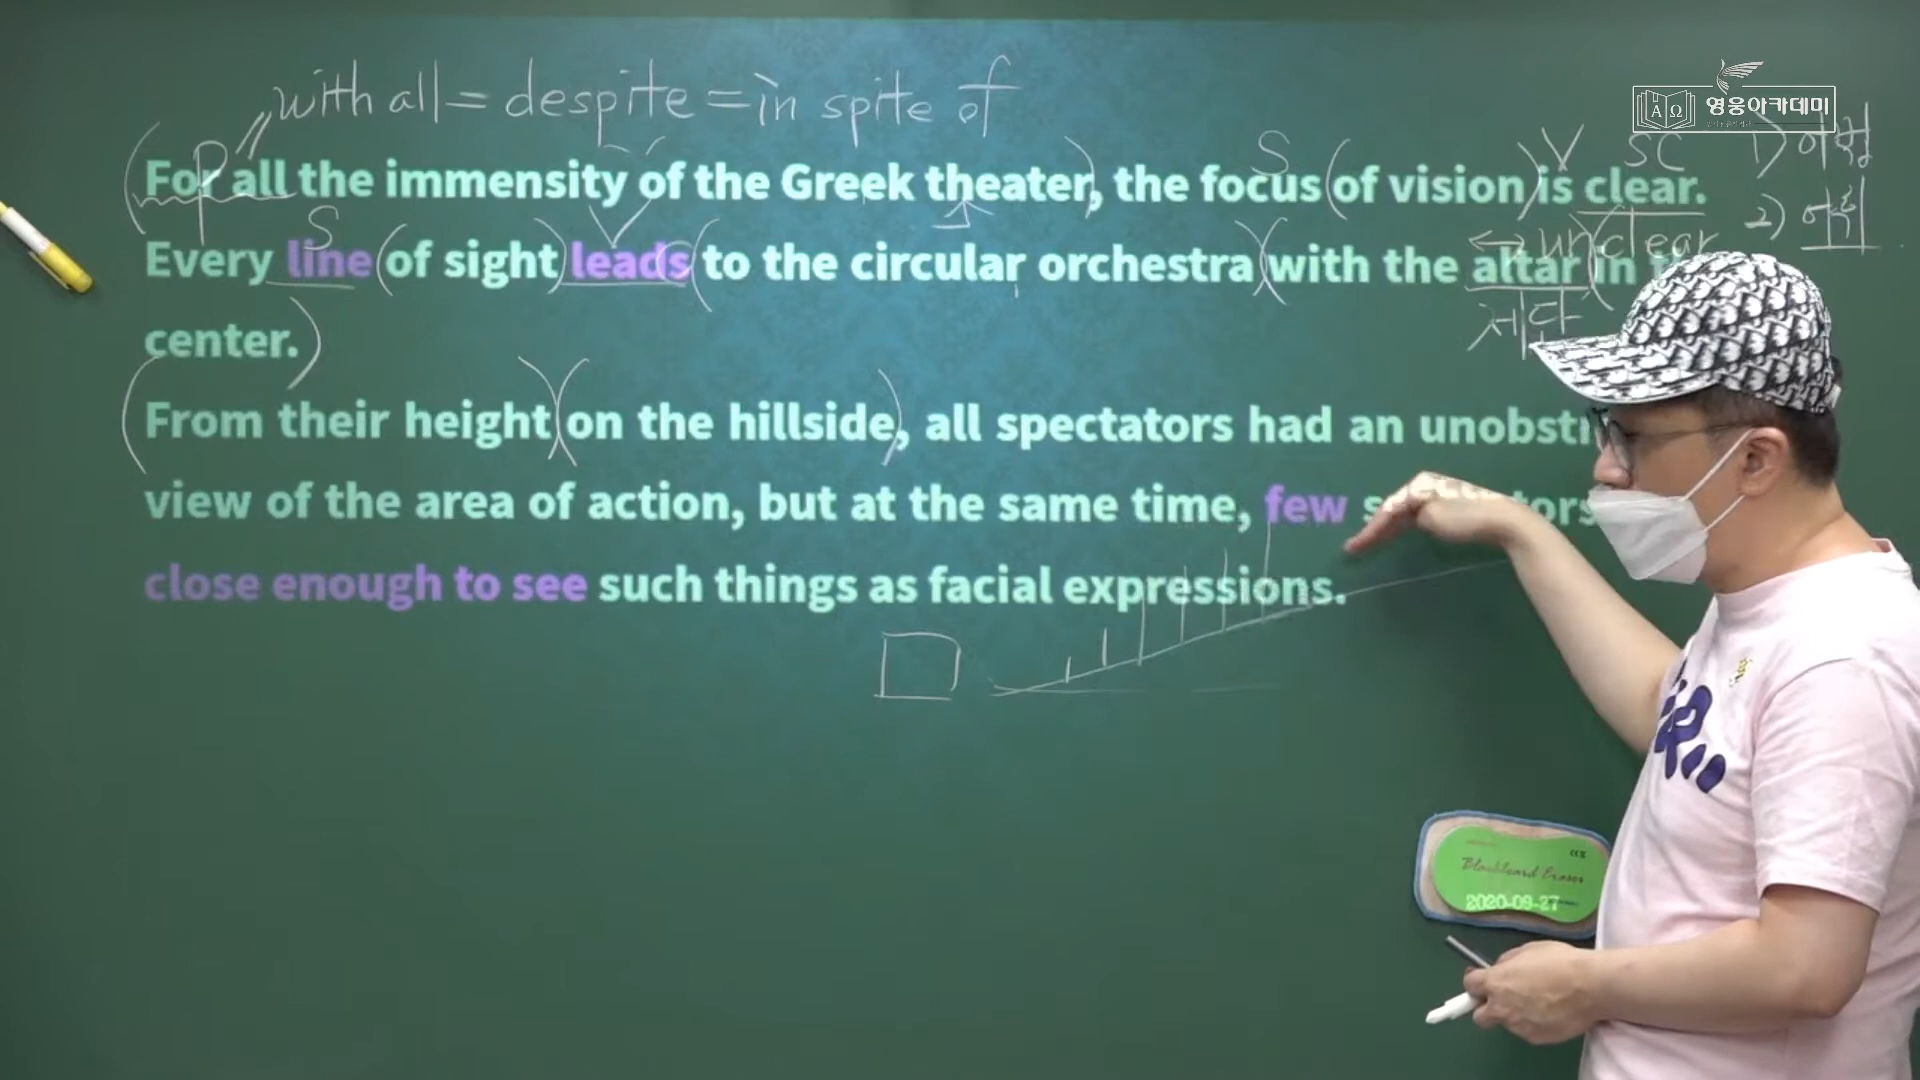 with all = despite = in spite of
영웅아카데미
A Ω
P
S
V
SC
1) 어법
2) 어휘
For all the immensity of the Greek theater, the focus of vision is clear.
S
V
↔ unclear
Every line of sight leads to the circular orchestra with the altar in
제단
center.
From their height on the hillside, all spectators had an
view of the area of action, but at the same time, few
close enough to see such things as facial expressions.
Blackboard Eraser
2020-09-27